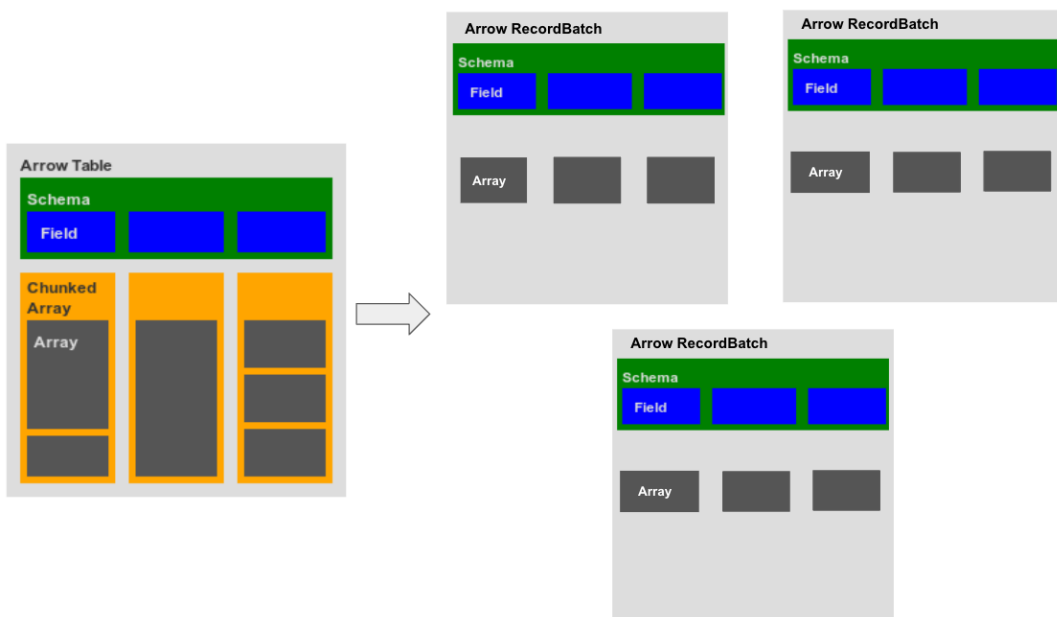 Arrow Table
Schema
Field
Chunked
Array
Array
Arrow RecordBatch
Schema
Field
Array
Arrow RecordBatch
Schema
Field
Array
Arrow RecordBatch
Schema
Field
Array